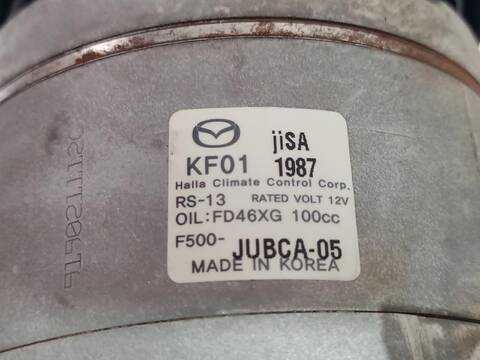 jiSA
KF01 1987
Halla Climate Control Corp.
RS-13 RATED VOLT 12V
OIL: FD46XG 100cc
F500- JUBCA-05
MADE IN KOREA